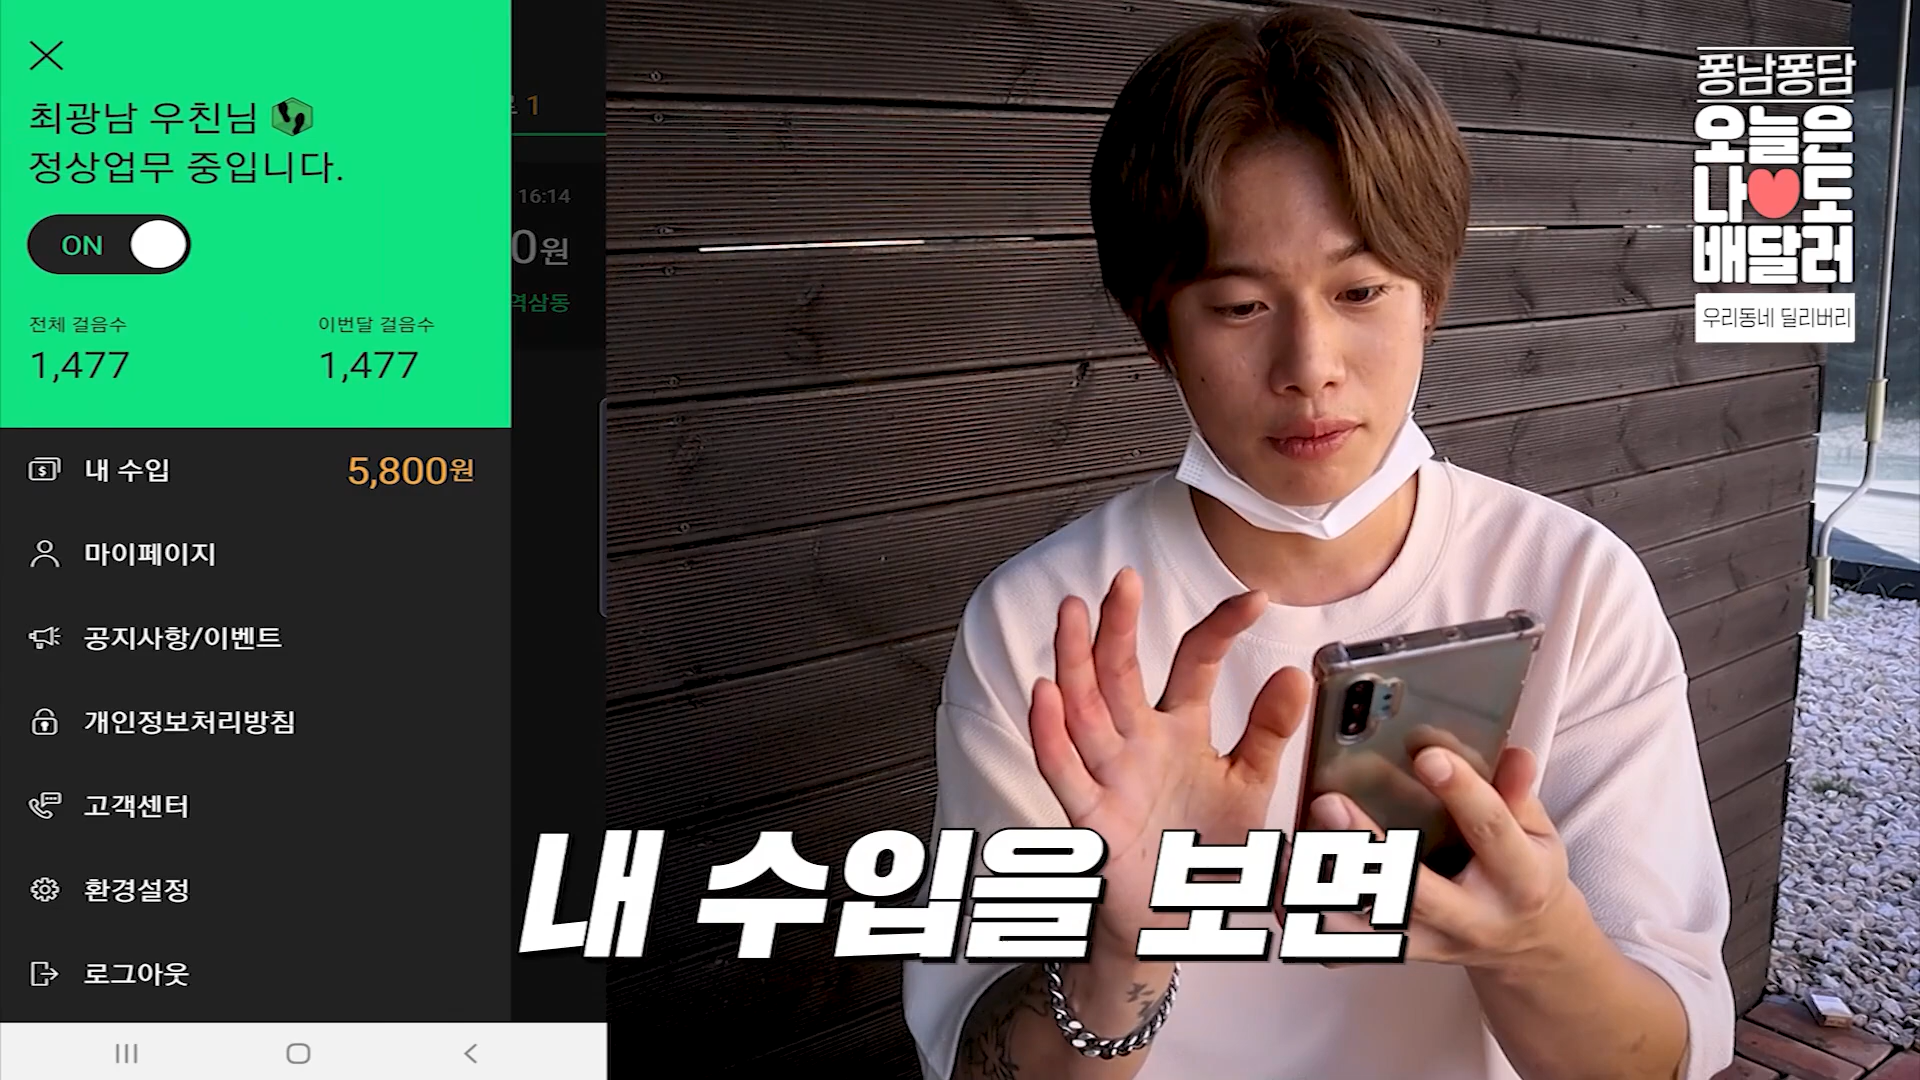 최광남 우친님
정상업무 중입니다.
ON
전체 걸음수
이번달 걸음수
1,477
1,477
내 수입
5,800원
마이페이지
공지사항/이벤트
개인정보처리방침
고객센터
환경설정
로그아웃
1
16:14
0원
역삼동
퐁남퐁담
오늘은
나도
배달러
우리동네 딜리버리
내 수입을 보면